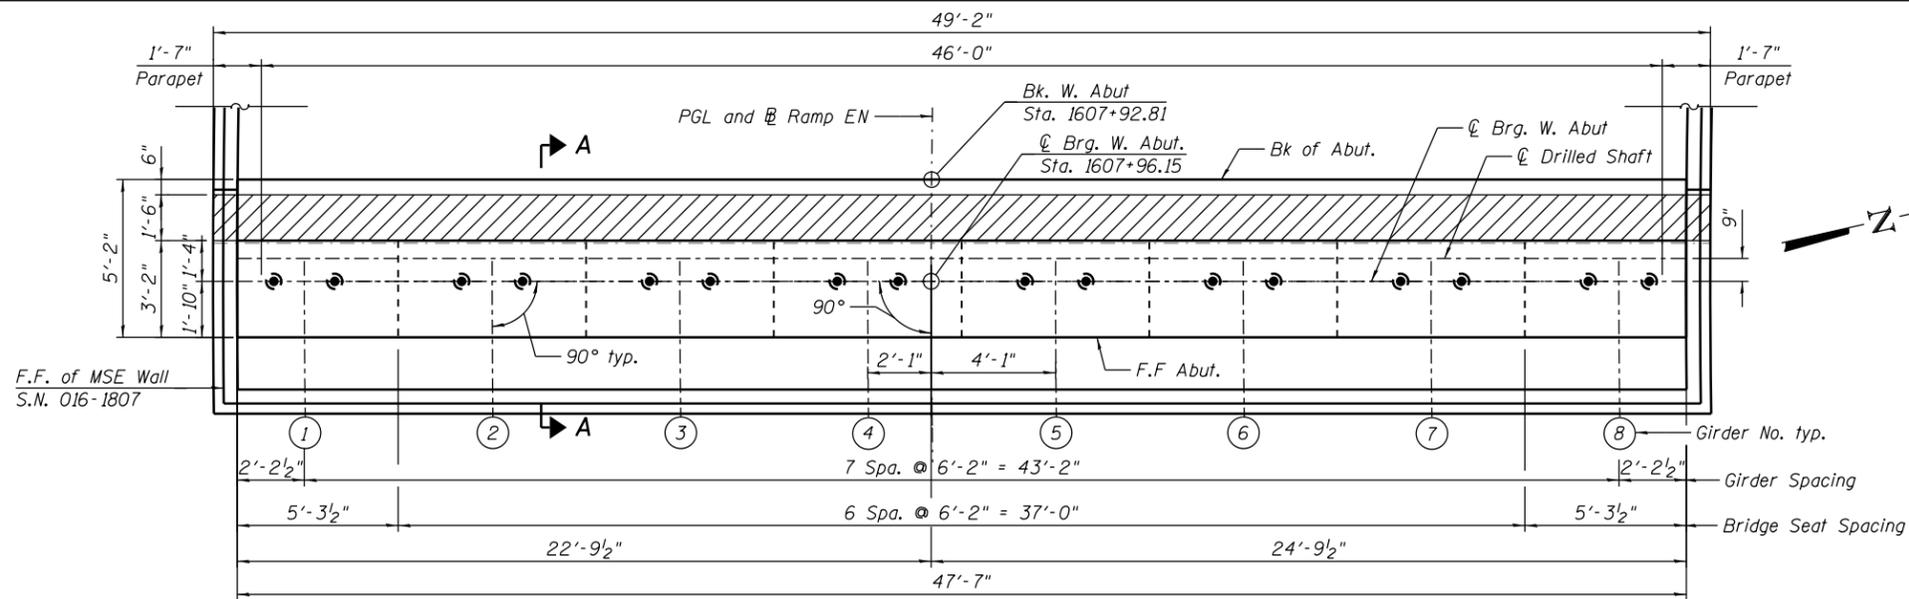 49'-2"
1'-7"
46'-0"
1'-7"
Parapet
Parapet
Bk. W. Abut
Sta. 1607+92.81
PGL and ⅊ Ramp EN
℄ Brg. W. Abut.
Sta. 1607+96.15
℄ Brg. W. Abut
℄ Drilled Shaft
Bk of Abut.
A
6"
1'-6"
5'-2"
3'-2"
1'-4"
1'-10"
9"
N
90°
90° typ.
2'-1"
4'-1"
F.F Abut.
F.F. of MSE Wall
S.N. 016-1807
A
1
2
3
4
5
6
7
8
Girder No. typ.
2'-2½"
7 Spa. @ 6'-2" = 43'-2"
2'-2½"
Girder Spacing
5'-3½"
6 Spa. @ 6'-2" = 37'-0"
5'-3½"
Bridge Seat Spacing
22'-9½"
24'-9½"
47'-7"